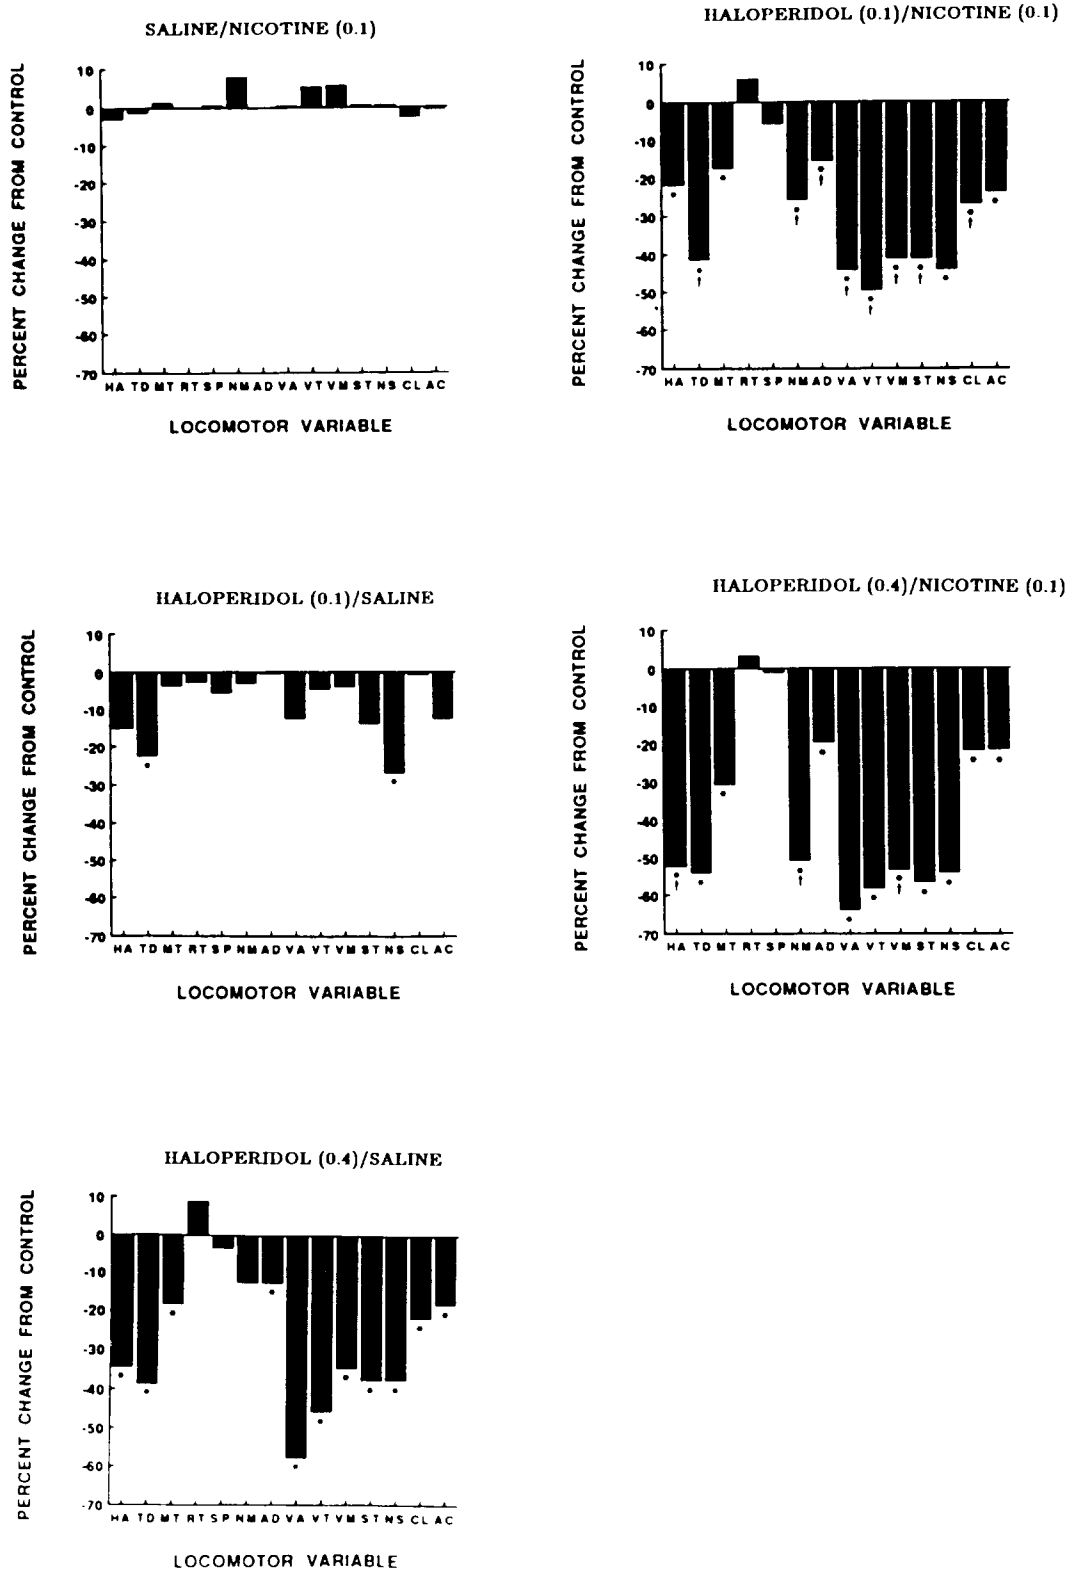 SALINE/NICOTINE (0.1)
PERCENT CHANGE FROM CONTROL
10
0
-10
-20
-30
-40
-50
-60
-70
HA TD MT RT SP NM AD VA VT VM ST NS CL AC
LOCOMOTOR VARIABLE
HALOPERIDOL (0.1)/NICOTINE (0.1)
PERCENT CHANGE FROM CONTROL
10
0
-10
-20
-30
-40
-50
-60
-70
• • • • • • • • • • • •
† † † † † † † †
HA TD MT RT SP NM AD VA VT VM ST NS CL AC
LOCOMOTOR VARIABLE
HALOPERIDOL (0.1)/SALINE
PERCENT CHANGE FROM CONTROL
10
0
-10
-20
-30
-40
-50
-60
-70
• •
HA TD MT RT SP NM AD VA VT VM ST NS CL AC
LOCOMOTOR VARIABLE
HALOPERIDOL (0.4)/NICOTINE (0.1)
PERCENT CHANGE FROM CONTROL
10
0
-10
-20
-30
-40
-50
-60
-70
• • • • • • • • • • • •
† † †
HA TD MT RT SP NM AD VA VT VM ST NS CL AC
LOCOMOTOR VARIABLE
HALOPERIDOL (0.4)/SALINE
PERCENT CHANGE FROM CONTROL
10
0
-10
-20
-30
-40
-50
-60
-70
• • • • • • • • • • •
HA TD MT RT SP NM AD VA VT VM ST NS CL AC
LOCOMOTOR VARIABLE